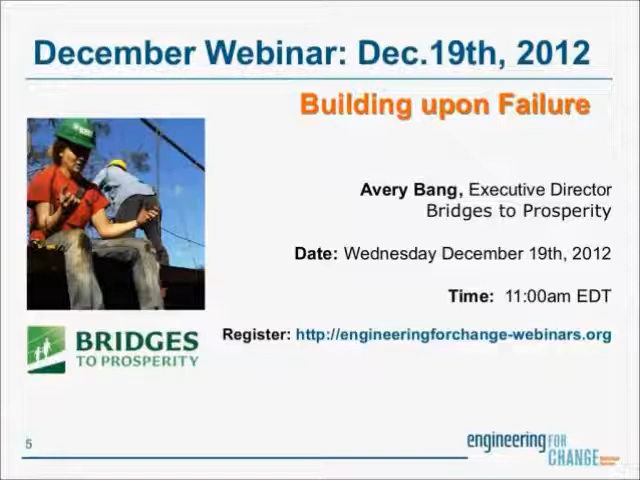 December Webinar: Dec.19th, 2012
Building upon Failure
Avery Bang, Executive Director
Bridges to Prosperity
Date: Wednesday December 19th, 2012
Time: 11:00am EDT
Register: http://engineeringforchange-webinars.org
BRIDGES
TO PROSPERITY
5
engineering FOR
CHANGE